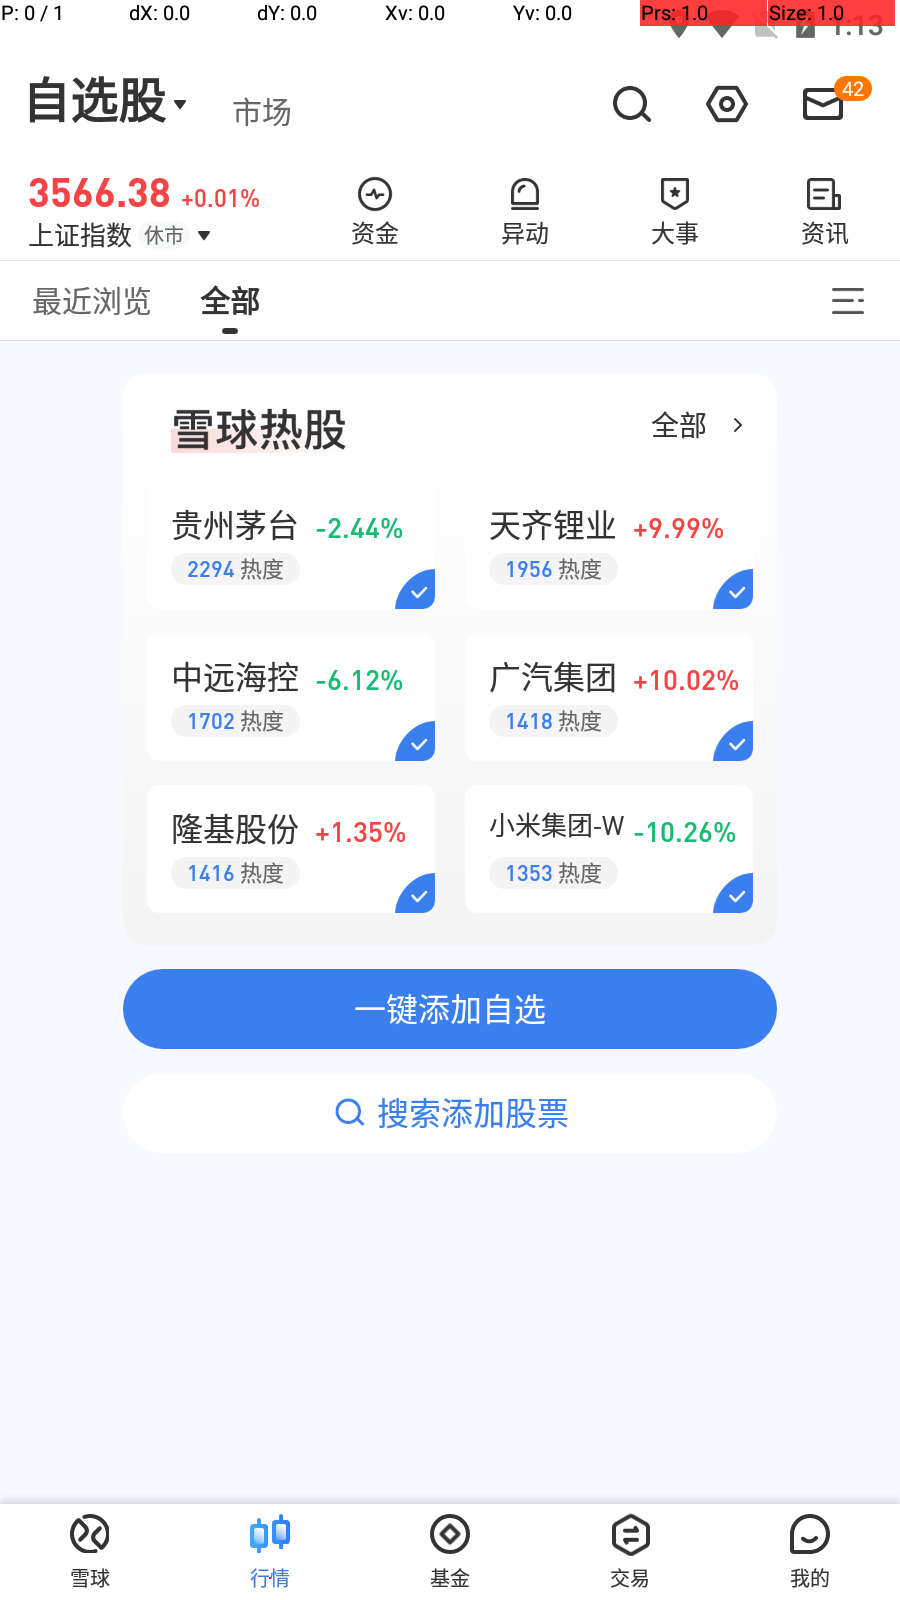 P: 0 / 1 dX: 0.0 dY: 0.0 Xv: 0.0 Yv: 0.0 Prs: 1.0 Size: 1.0
1:13
自选股 市场 42
3566.38 +0.01%
上证指数 休市
资金 异动 大事 资讯
最近浏览 全部
雪球热股 全部
贵州茅台 -2.44%
2294 热度
天齐锂业 +9.99%
1956 热度
中远海控 -6.12%
1702 热度
广汽集团 +10.02%
1418 热度
隆基股份 +1.35%
1416 热度
小米集团-W -10.26%
1353 热度
一键添加自选
搜索添加股票
雪球 行情 基金 交易 我的